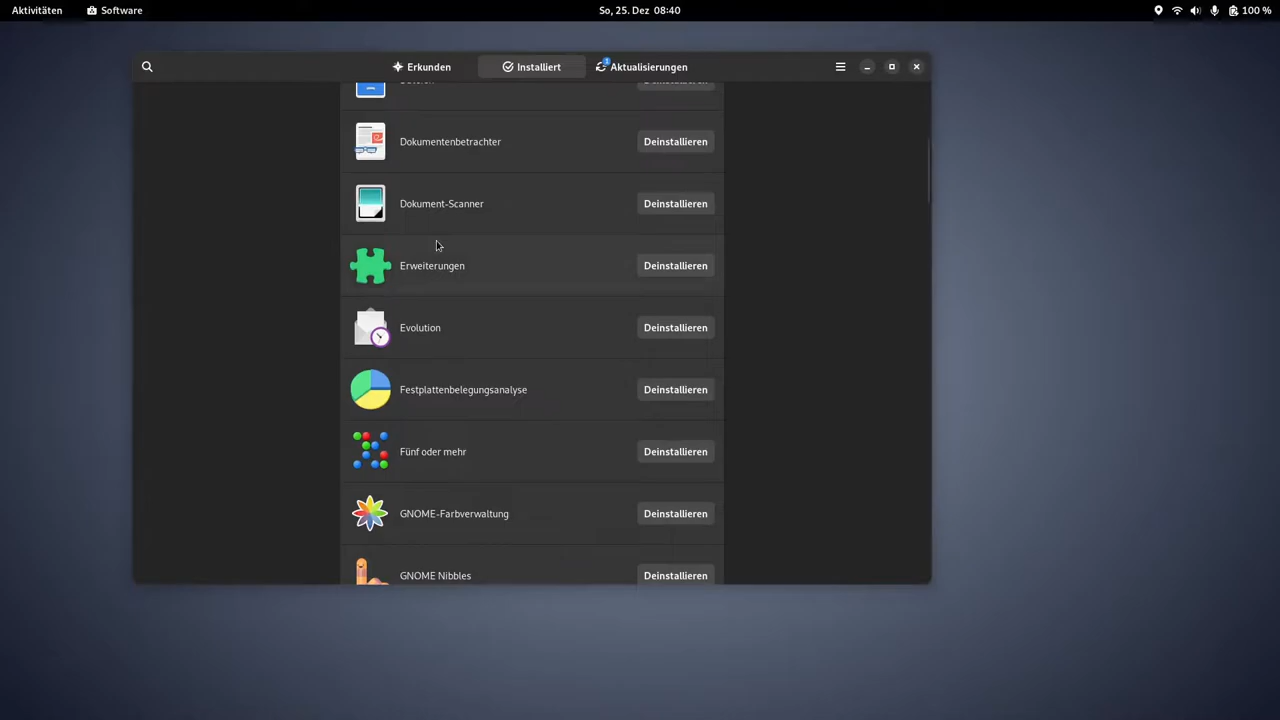 Aktivitäten Software So, 25. Dez 08:40 100 %
Erkunden Installiert 1 Aktualisierungen
Dokumentenbetrachter Deinstallieren
Dokument-Scanner Deinstallieren
Erweiterungen Deinstallieren
Evolution Deinstallieren
Festplattenbelegungsanalyse Deinstallieren
Fünf oder mehr Deinstallieren
GNOME-Farbverwaltung Deinstallieren
GNOME Nibbles Deinstallieren